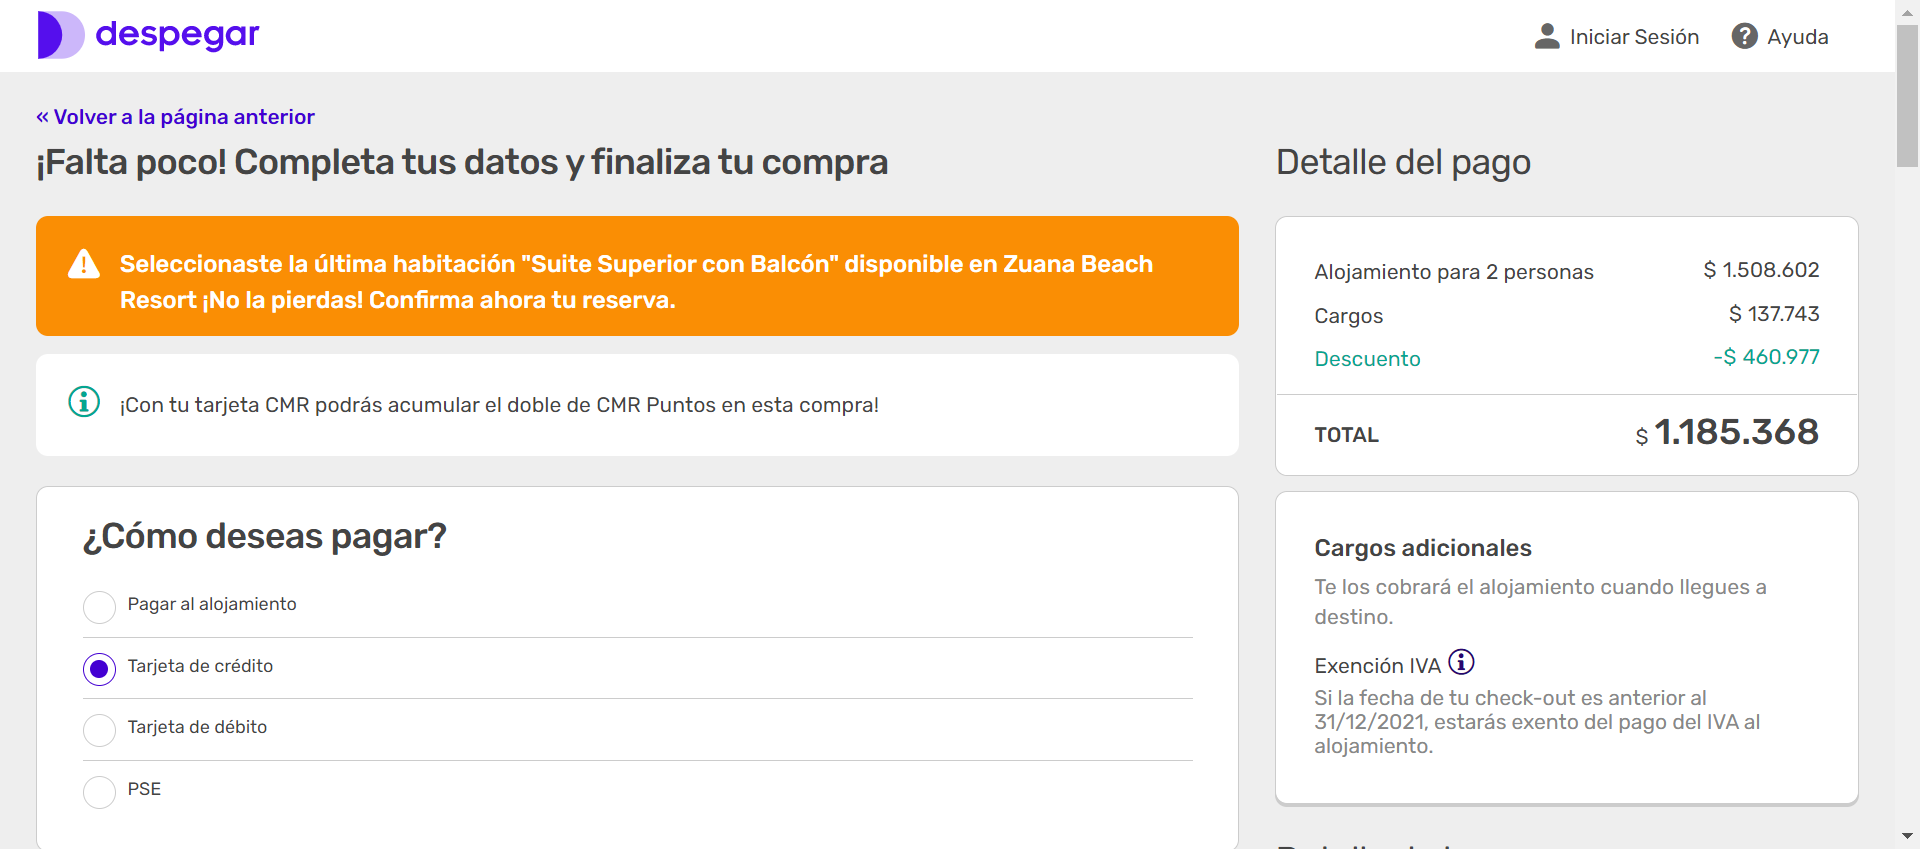 despegar
Iniciar Sesión
Ayuda
« Volver a la página anterior
¡Falta poco! Completa tus datos y finaliza tu compra
Seleccionaste la última habitación "Suite Superior con Balcón" disponible en Zuana Beach
Resort ¡No la pierdas! Confirma ahora tu reserva.
¡Con tu tarjeta CMR podrás acumular el doble de CMR Puntos en esta compra!
¿Cómo deseas pagar?
Pagar al alojamiento
Tarjeta de crédito
Tarjeta de débito
PSE
Detalle del pago
Alojamiento para 2 personas $ 1.508.602
Cargos $ 137.743
Descuento -$ 460.977
TOTAL $ 1.185.368
Cargos adicionales
Te los cobrará el alojamiento cuando llegues a
destino.
Exención IVA
Si la fecha de tu check-out es anterior al
31/12/2021, estarás exento del pago del IVA al
alojamiento.